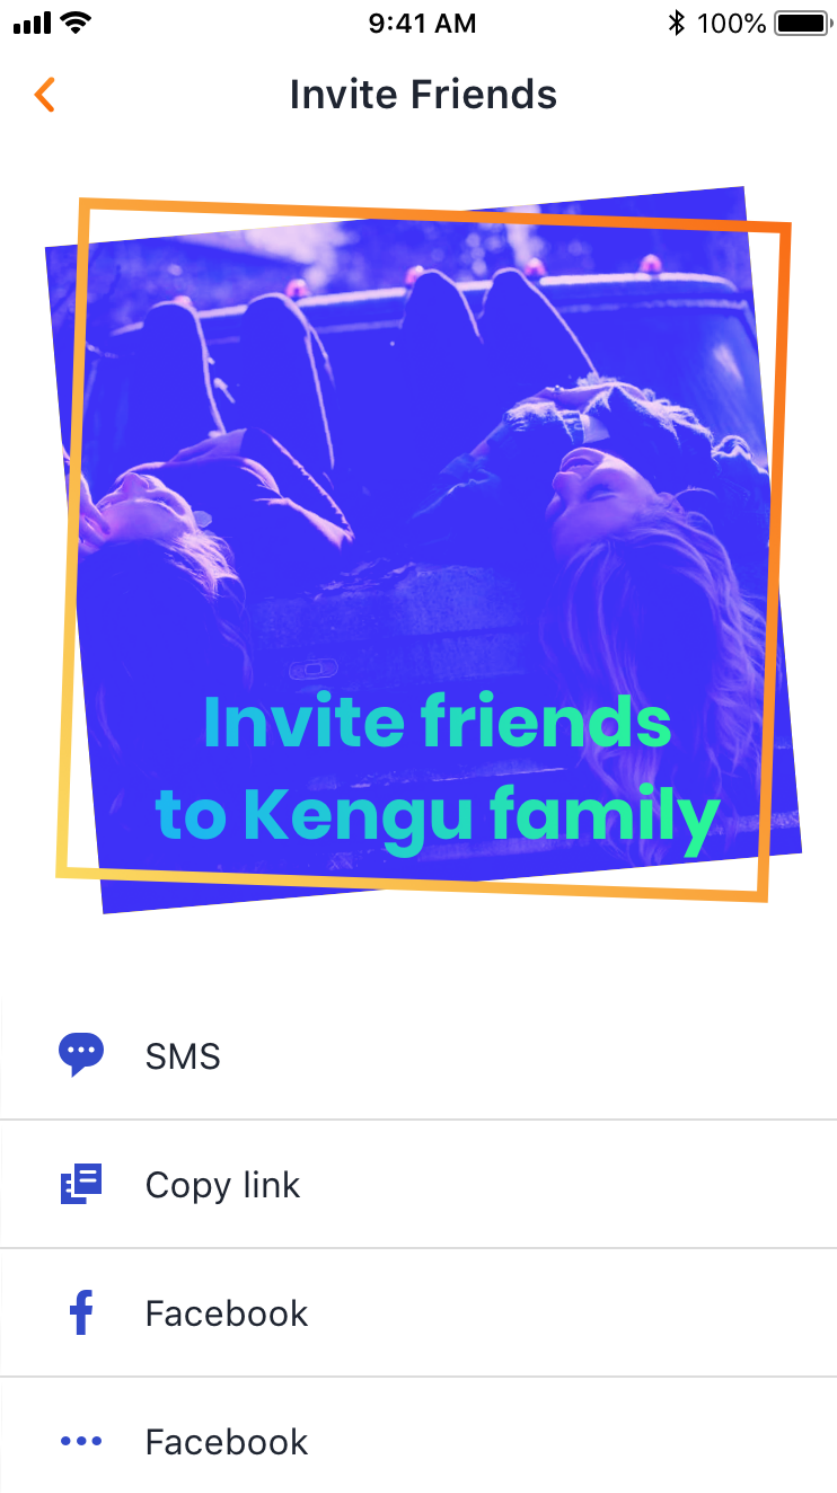 9:41 AM
100%
Invite Friends
Invite friends
to Kengu family
SMS
Copy link
Facebook
Facebook